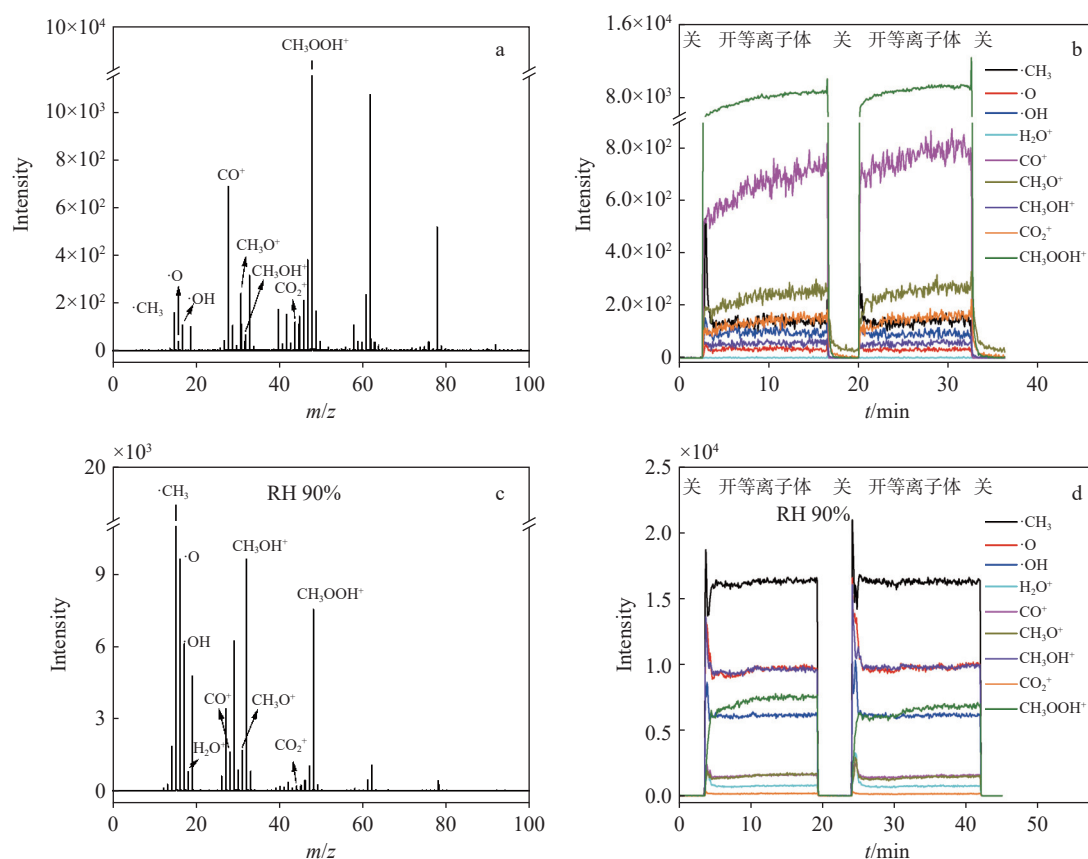 10×10⁴
a
CH₃OOH⁺
10×10³
8×10²
6×10²
4×10²
2×10²
0
CO⁺
CH₃O⁺
CH₃OH⁺
·O
·OH
CO₂⁺
·CH₃
Intensity
0 20 40 60 80 100
m/z
1.6×10⁴
关 开等离子体 关 开等离子体 关
b
8.0×10³
8.0×10²
6.0×10²
4.0×10²
2.0×10²
0
Intensity
·CH₃
·O
·OH
H₂O⁺
CO⁺
CH₃O⁺
CH₃OH⁺
CO₂⁺
CH₃OOH⁺
0 10 20 30 40
t/min
×10³
20
RH 90%
c
·CH₃
·O
CH₃OH⁺
9
CH₃OOH⁺
6
·OH
CO⁺
CH₃O⁺
3
H₂O⁺
CO₂⁺
0
Intensity
0 20 40 60 80 100
m/z
×10⁴
2.5
关 开等离子体 关 开等离子体 关
d
RH 90%
2.0
1.5
1.0
0.5
0.0
Intensity
·CH₃
·O
·OH
H₂O⁺
CO⁺
CH₃O⁺
CH₃OH⁺
CO₂⁺
CH₃OOH⁺
0 10 20 30 40 50
t/min